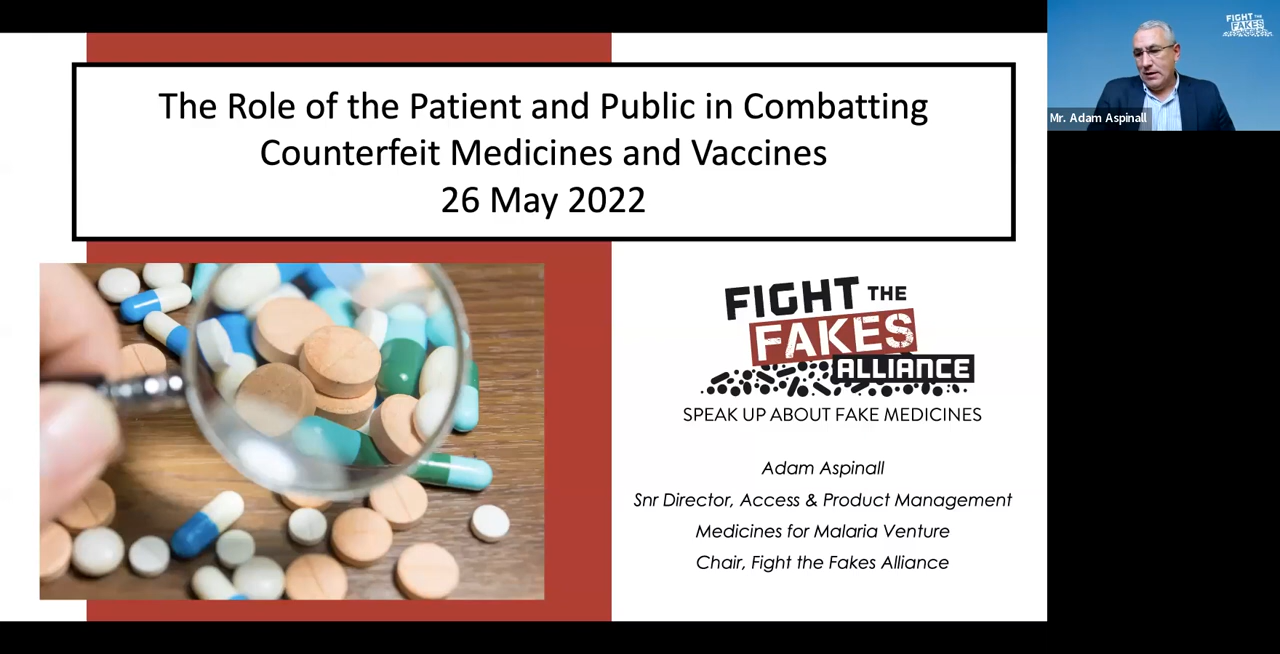 The Role of the Patient and Public in Combatting
Counterfeit Medicines and Vaccines
26 May 2022
FIGHT THE
FAKES
ALLIANCE
SPEAK UP ABOUT FAKE MEDICINES
Adam Aspinall
Snr Director, Access & Product Management
Medicines for Malaria Venture
Chair, Fight the Fakes Alliance
FIGHT THE
FAKES
Mr. Adam Aspinall